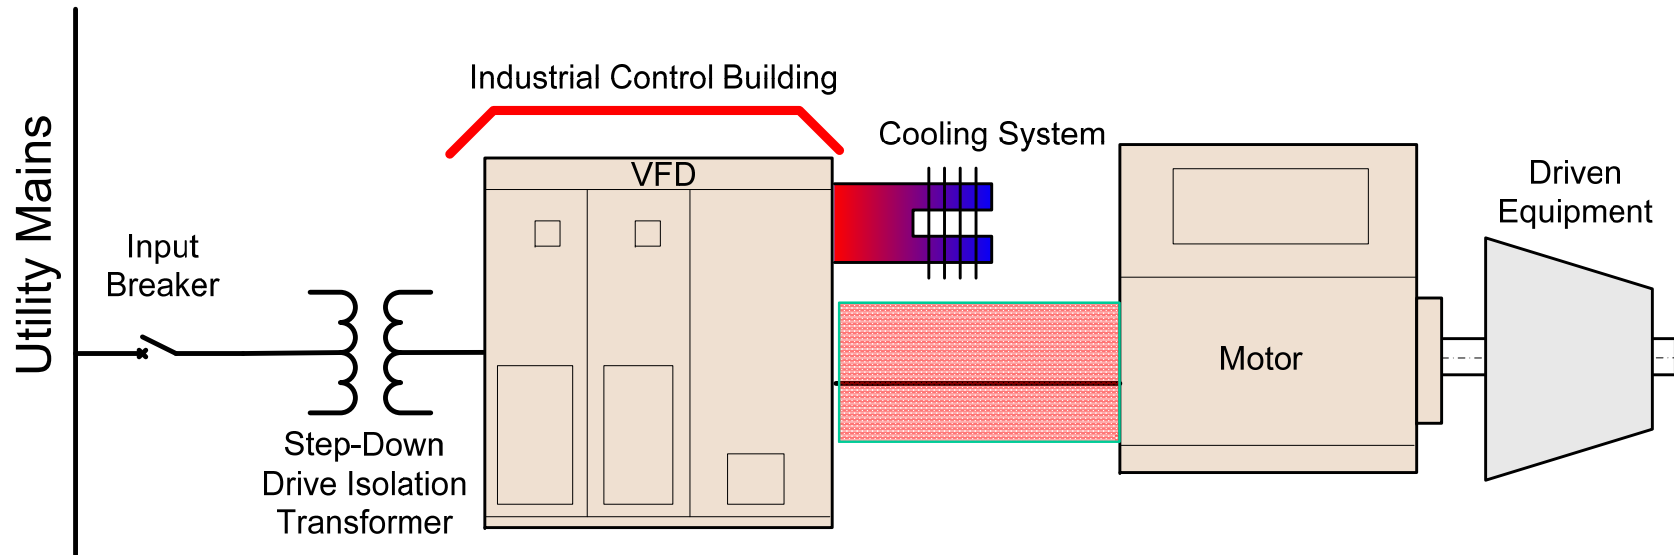 Utility Mains
Input
Breaker
Step-Down
Drive Isolation
Transformer
Industrial Control Building
VFD
Cooling System
Motor
Driven
Equipment